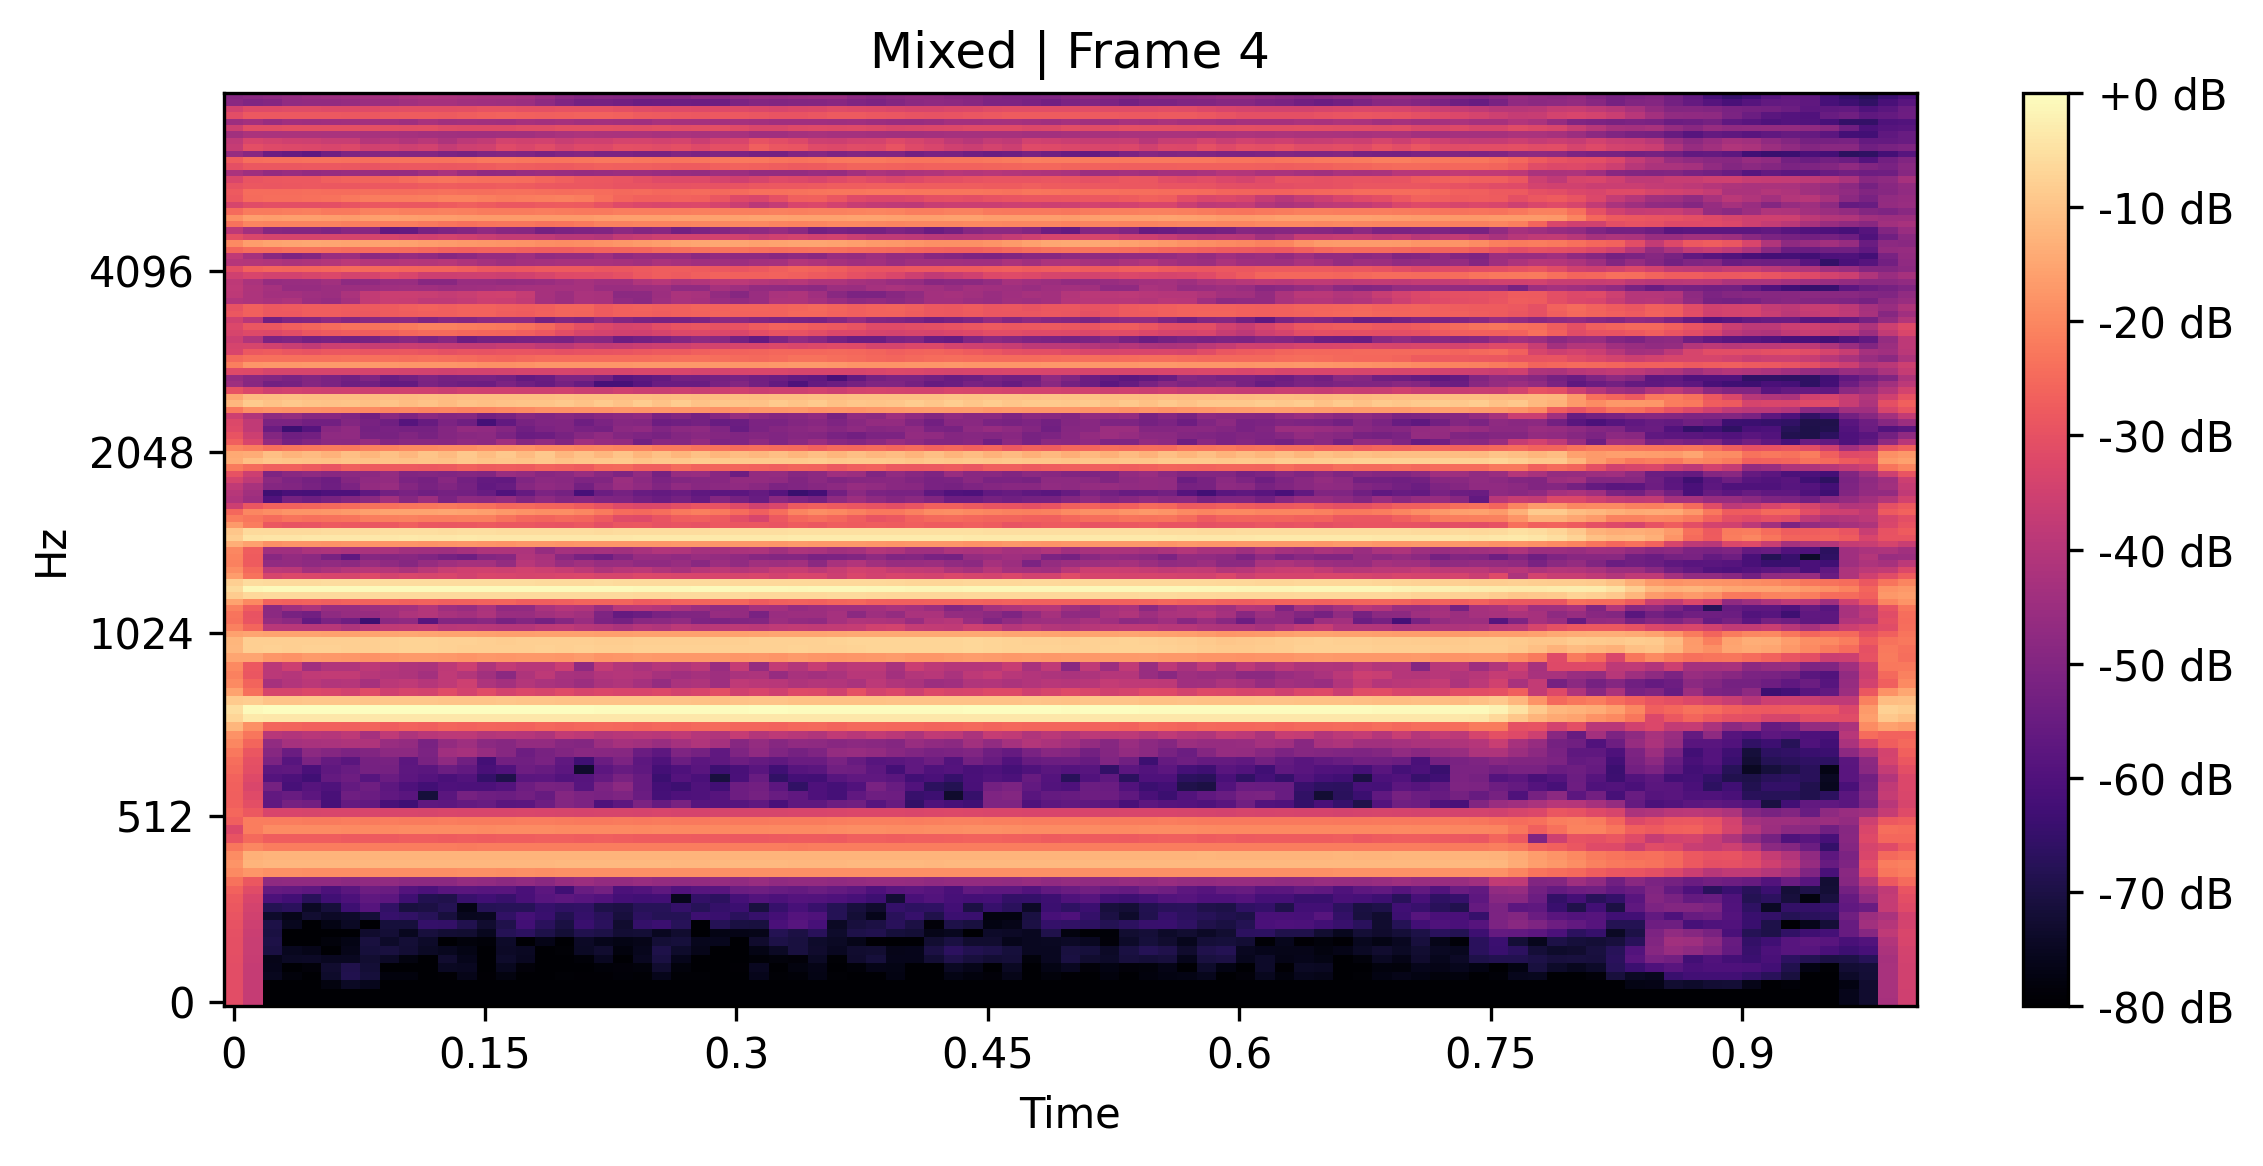 Mixed | Frame 4
Hz
4096
2048
1024
512
0
0 0.15 0.3 0.45 0.6 0.75 0.9
Time
+0 dB
-10 dB
-20 dB
-30 dB
-40 dB
-50 dB
-60 dB
-70 dB
-80 dB